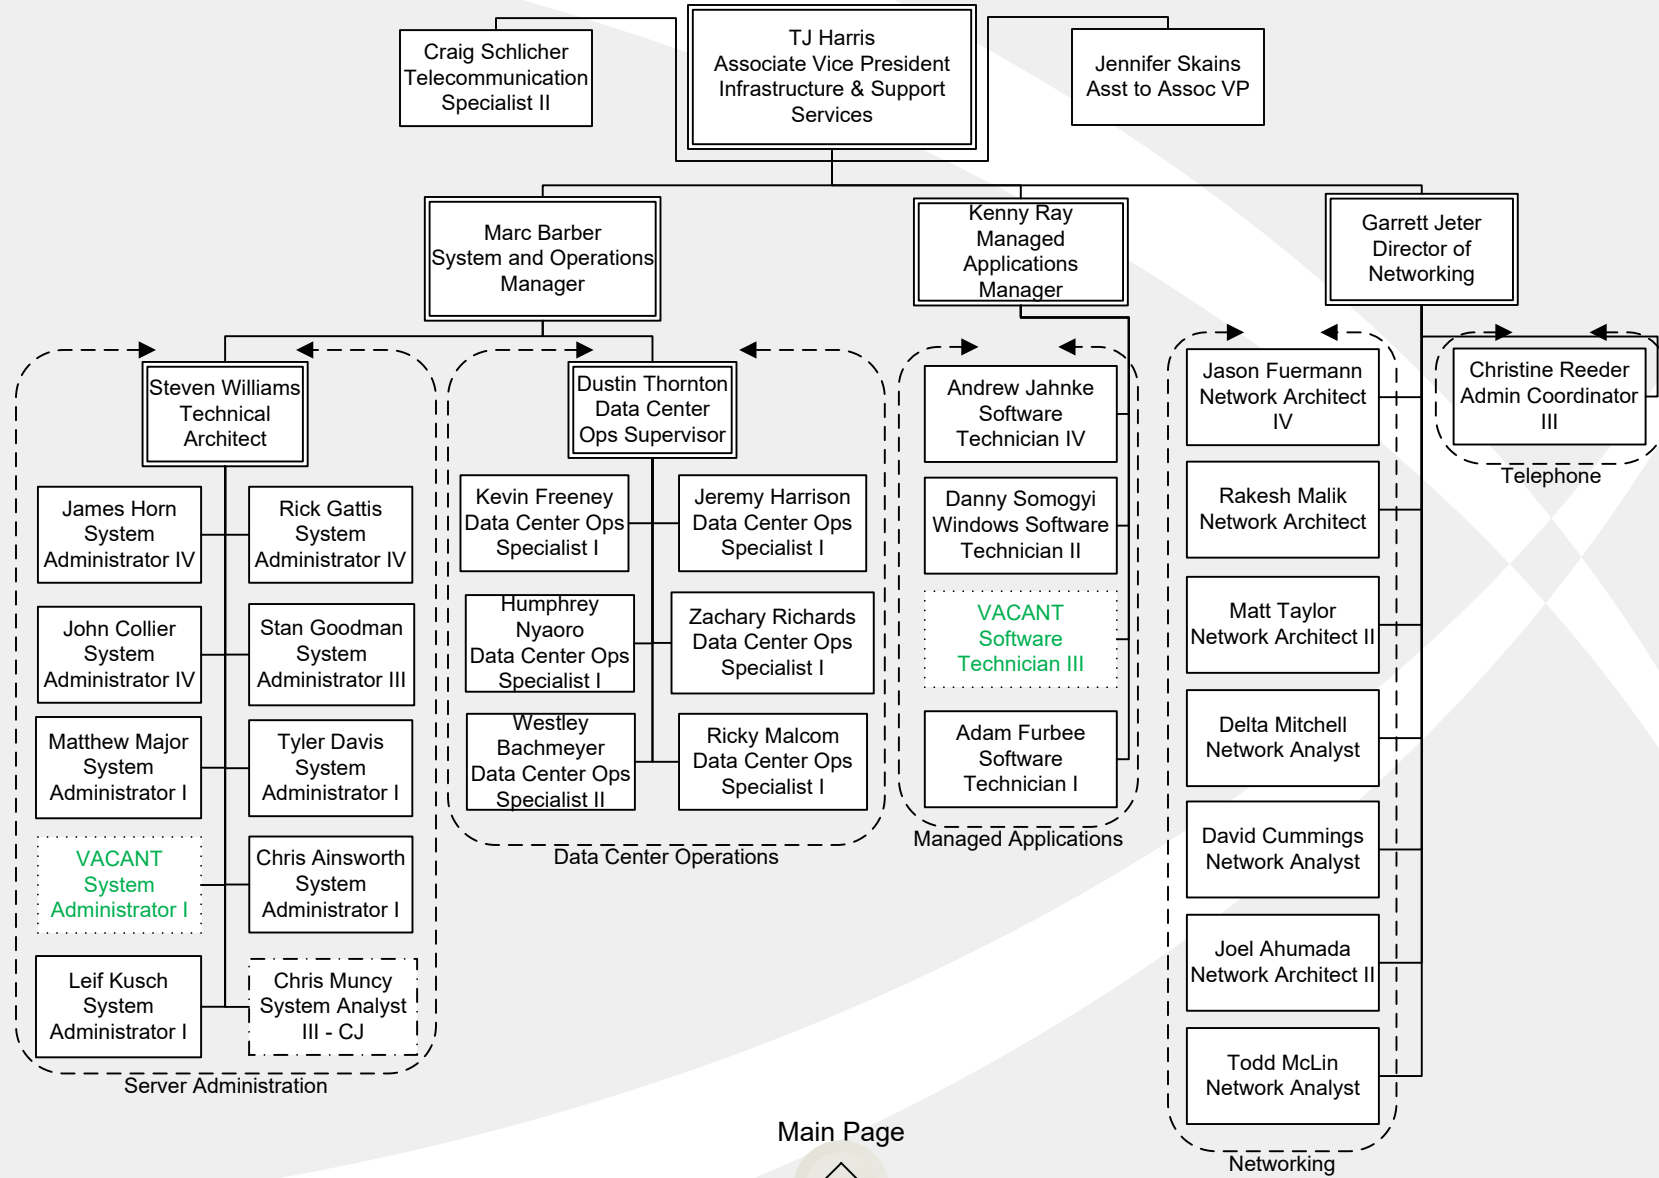 Craig Schlicher
Telecommunication
Specialist II
TJ Harris
Associate Vice President
Infrastructure & Support
Services
Jennifer Skains
Asst to Assoc VP
Marc Barber
System and Operations
Manager
Kenny Ray
Managed
Applications
Manager
Garrett Jeter
Director of
Networking
Steven Williams
Technical
Architect
James Horn
System
Administrator IV
Rick Gattis
System
Administrator IV
John Collier
System
Administrator IV
Stan Goodman
System
Administrator III
Matthew Major
System
Administrator I
Tyler Davis
System
Administrator I
VACANT
System
Administrator I
Chris Ainsworth
System
Administrator I
Leif Kusch
System
Administrator I
Chris Muncy
System Analyst
III - CJ
Server Administration
Dustin Thornton
Data Center
Ops Supervisor
Kevin Freeney
Data Center Ops
Specialist I
Jeremy Harrison
Data Center Ops
Specialist I
Humphrey
Nyaoro
Data Center Ops
Specialist I
Zachary Richards
Data Center Ops
Specialist I
Westley
Bachmeyer
Data Center Ops
Specialist II
Ricky Malcom
Data Center Ops
Specialist I
Data Center Operations
Andrew Jahnke
Software
Technician IV
Danny Somogyi
Windows Software
Technician II
VACANT
Software
Technician III
Adam Furbee
Software
Technician I
Managed Applications
Jason Fuermann
Network Architect
IV
Rakesh Malik
Network Architect
Matt Taylor
Network Architect II
Delta Mitchell
Network Analyst
David Cummings
Network Analyst
Joel Ahumada
Network Architect II
Todd McLin
Network Analyst
Networking
Christine Reeder
Admin Coordinator
III
Telephone
Main Page